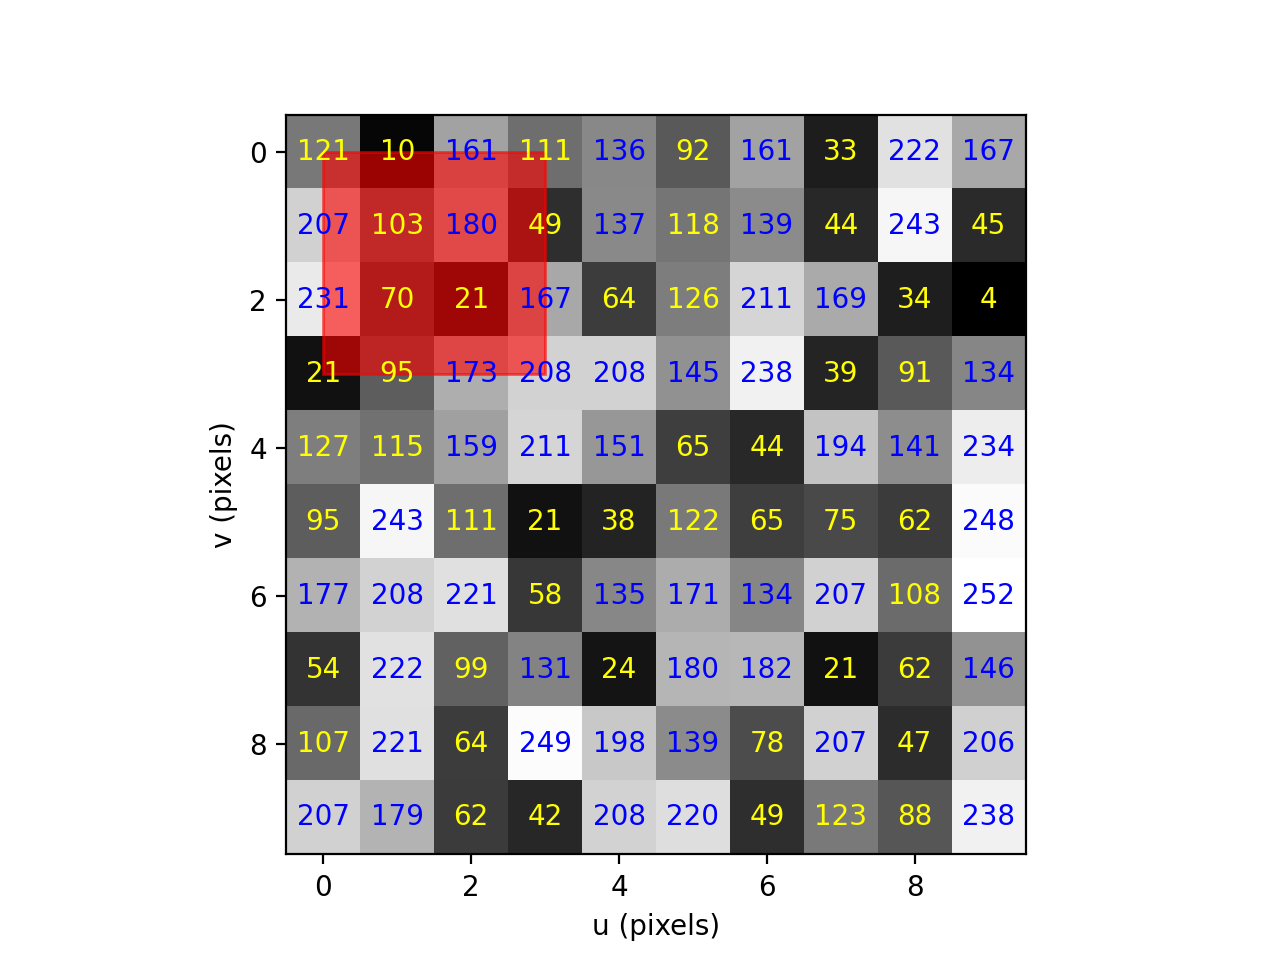 0 121 10 161 111 136 92 161 33 222 167
207 103 180 49 137 118 139 44 243 45
2 231 70 21 167 64 126 211 169 34 4
21 95 173 208 208 145 238 39 91 134
4 127 115 159 211 151 65 44 194 141 234
95 243 111 21 38 122 65 75 62 248
6 177 208 221 58 135 171 134 207 108 252
54 222 99 131 24 180 182 21 62 146
8 107 221 64 249 198 139 78 207 47 206
207 179 62 42 208 220 49 123 88 238
0 2 4 6 8
u (pixels)
v (pixels)